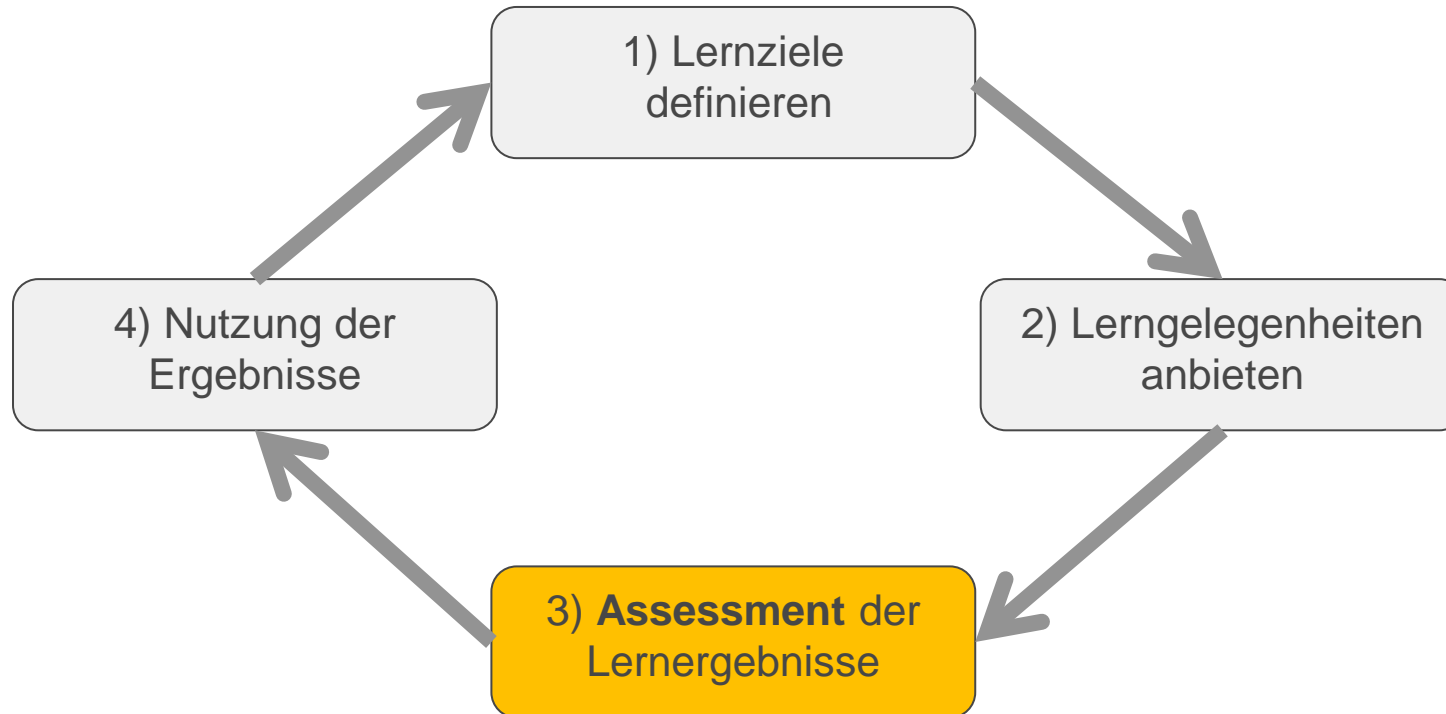 1) Lernziele
definieren
4) Nutzung der
Ergebnisse
2) Lerngelegenheiten
anbieten
3) Assessment der
Lernergebnisse